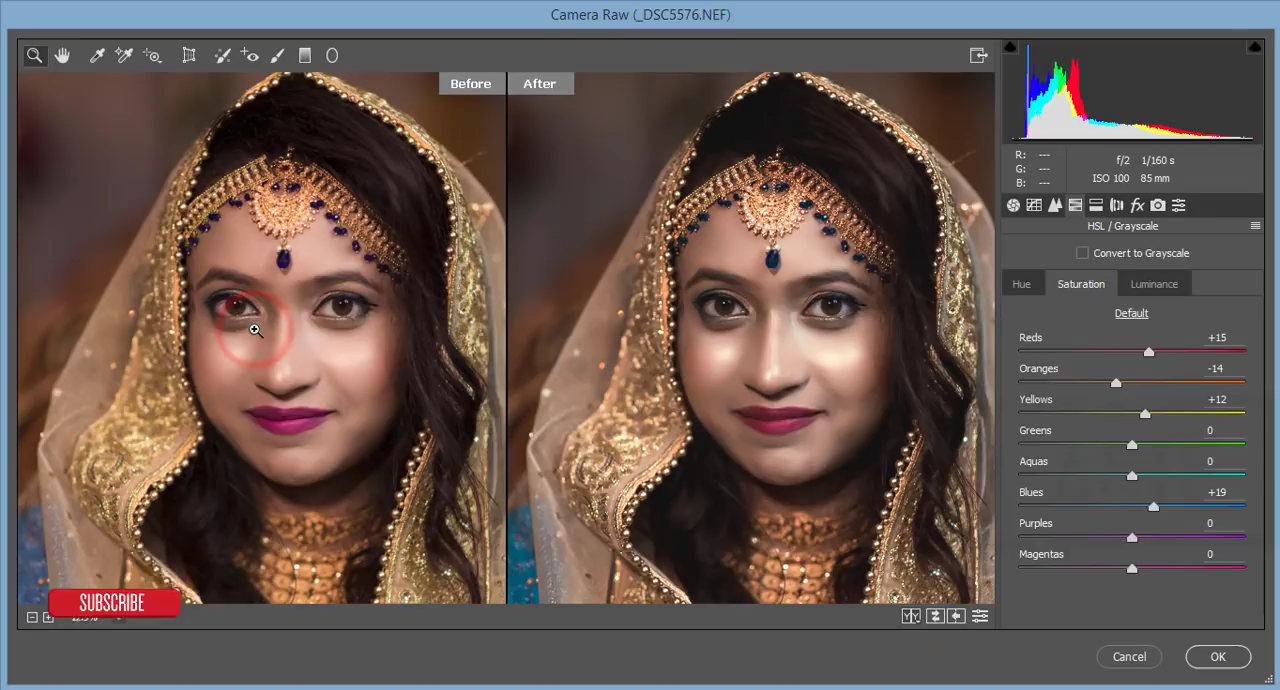 Camera Raw (_DSC5576.NEF)
Before
After
R: ---
G: ---
B: ---
f/2 1/160 s
ISO 100 85 mm
fx
HSL / Grayscale
Convert to Grayscale
Hue Saturation Luminance
Default
Reds +15
Oranges -14
Yellows +12
Greens 0
Aquas 0
Blues +19
Purples 0
Magentas 0
SUBSCRIBE
Y Y
Cancel OK